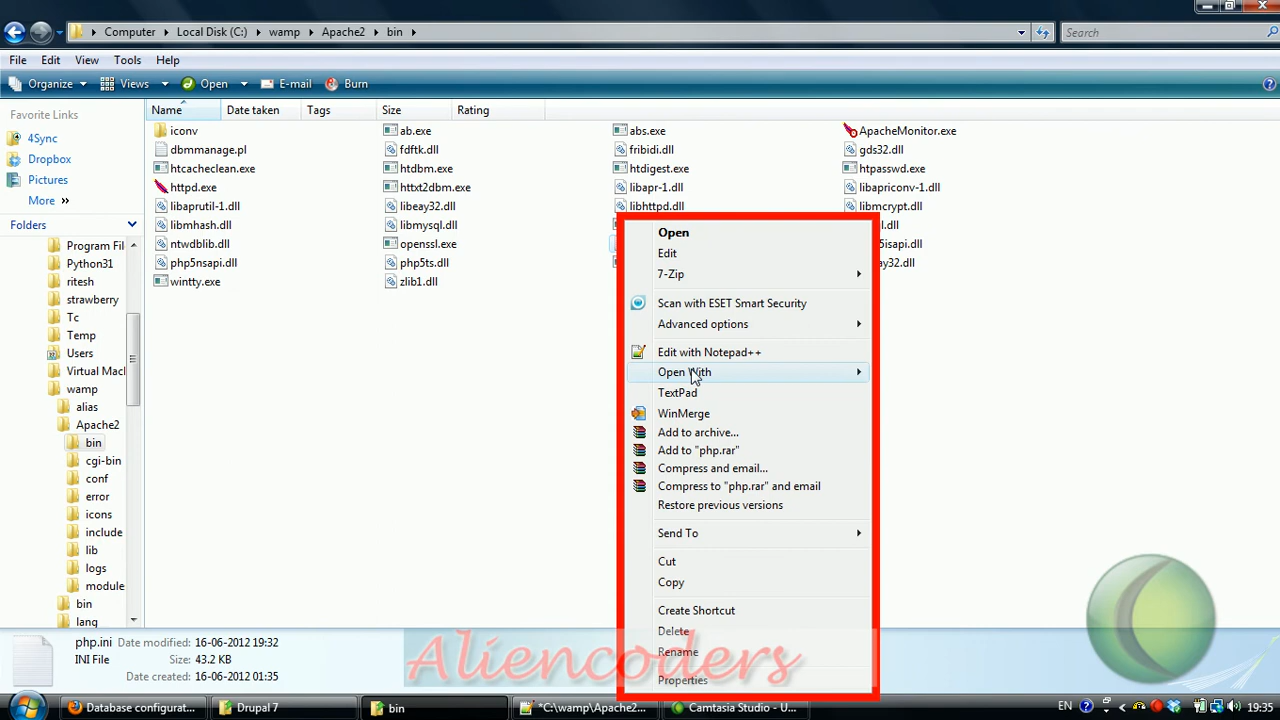 Computer Local Disk (C:) wamp Apache2 bin Search
File Edit View Tools Help
Organize Views Open E-mail Burn
Favorite Links
4Sync
Dropbox
Pictures
More
Folders
Program Fil
Python31
ritesh
strawberry
Tc
Temp
Users
Virtual Macl
wamp
alias
Apache2
bin
cgi-bin
conf
error
icons
include
lib
logs
module
bin
lang
Name Date taken Tags Size Rating
iconv ab.exe abs.exe ApacheMonitor.exe
dbmmanage.pl fdftk.dll fribidi.dll gds32.dll
htcacheclean.exe htdbm.exe htdigest.exe htpasswd.exe
httpd.exe httxt2dbm.exe libapr-1.dll libapriconv-1.dll
libaprutil-1.dll libeay32.dll libhttpd.dll libmcrypt.dll
libmhash.dll libmysql.dll l.dll
ntwdblib.dll openssl.exe 5isapi.dll
php5nsapi.dll php5ts.dll ay32.dll
wintty.exe zlib1.dll
Open
Edit
7-Zip
Scan with ESET Smart Security
Advanced options
Edit with Notepad++
Open With
TextPad
WinMerge
Add to archive...
Add to "php.rar"
Compress and email...
Compress to "php.rar" and email
Restore previous versions
Send To
Cut
Copy
Create Shortcut
Delete
Rename
Properties
php.ini Date modified: 16-06-2012 19:32
INI File Size: 43.2 KB
Date created: 16-06-2012 01:35
Aliencoders
Database configurat... Drupal 7 bin *C:\wamp\Apache2... Camtasia Studio - U... EN 19:35